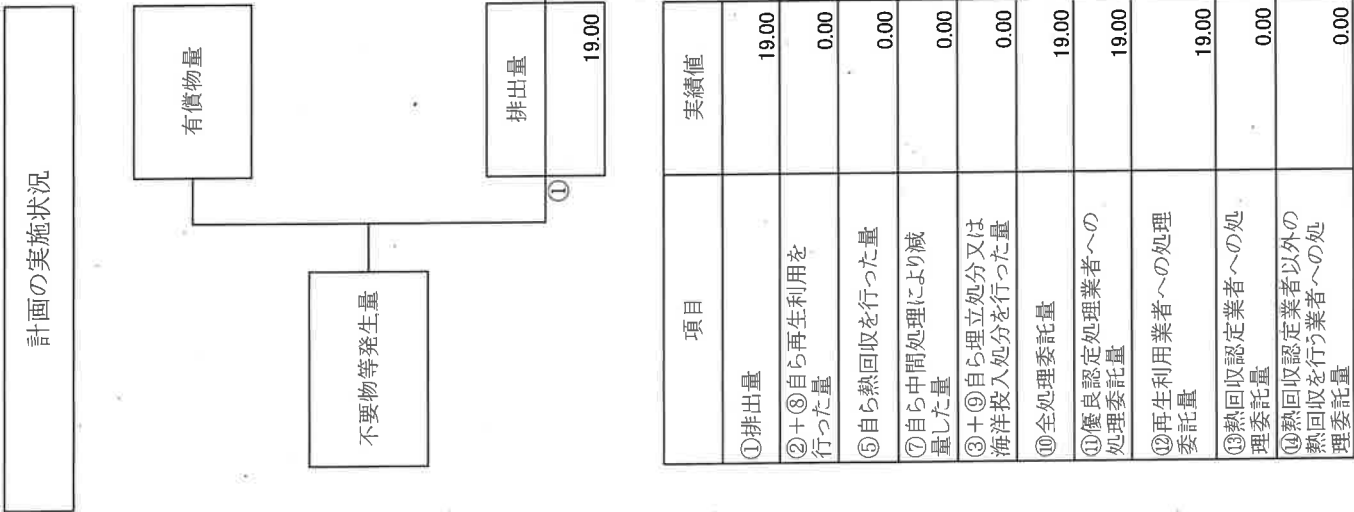 計画の実施状況
有償物量
不要物等発生量
排出量
①
19.00
項目
実績値
①排出量
19.00
②+⑧自ら再生利用を
行った量
0.00
⑤自ら熱回収を行った量
0.00
⑦自ら中間処理により減
量した量
0.00
③+⑨自ら埋立処分又は
海洋投入処分を行った量
0.00
⑩全処理委託量
19.00
⑪優良認定処理業者への
処理委託量
19.00
⑫再生利用業者への処理
委託量
19.00
⑬熱回収認定業者への処
理委託量
0.00
⑭熱回収認定業者以外の
熱回収を行う業者への処
理委託量
0.00